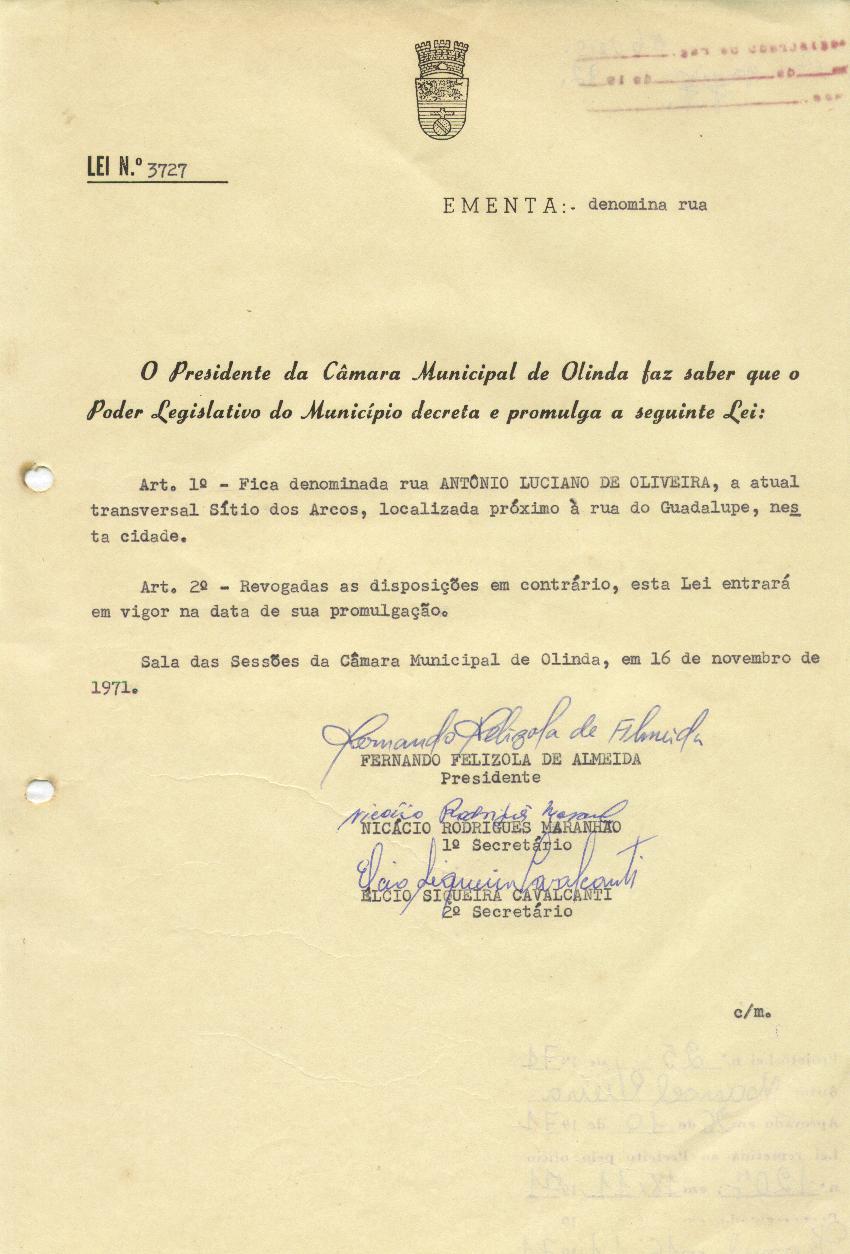 LEI N.º 3727
EMENTA:- denomina rua
O Presidente da Câmara Municipal de Olinda faz saber que o
Poder Legislativo do Município decreta e promulga a seguinte Lei:
Art. 1º - Fica denominada rua ANTÔNIO LUCIANO DE OLIVEIRA, a atual
transversal Sítio dos Arcos, localizada próximo à rua do Guadalupe, nes
ta cidade.
Art. 2º - Revogadas as disposições em contrário, esta Lei entrará
em vigor na data de sua promulgação.
Sala das Sessões da Câmara Municipal de Olinda, em 16 de novembro de
1971.
Fernando Felizola de Almeida
FERNANDO FELIZOLA DE ALMEIDA
Presidente
Nicácio Rodrigues
NICÁCIO RODRIGUES MARANHÃO
1º Secretário
Elcio Siqueira Cavalcanti
ELCIO SIQUEIRA CAVALCANTI
2º Secretário
c/m.